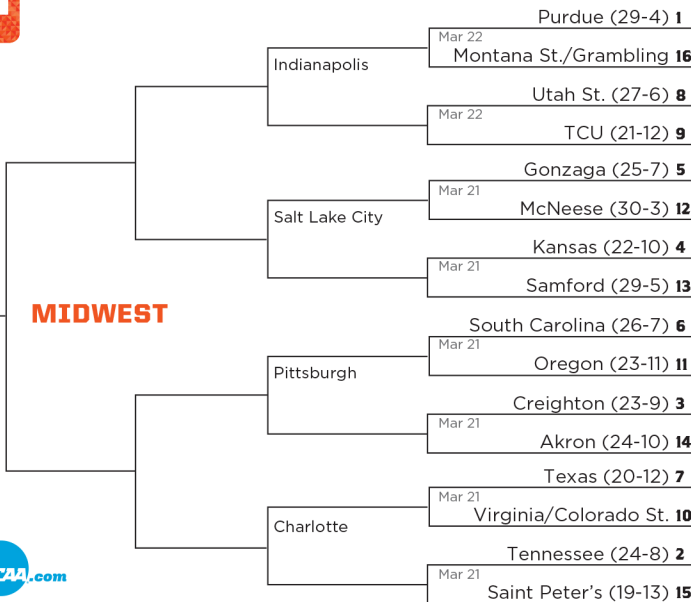 Purdue (29-4) 1
Mar 22
Indianapolis
Montana St./Grambling 16
Utah St. (27-6) 8
Mar 22
TCU (21-12) 9
Gonzaga (25-7) 5
Mar 21
Salt Lake City
McNeese (30-3) 12
Kansas (22-10) 4
Mar 21
Samford (29-5) 13
MIDWEST
South Carolina (26-7) 6
Mar 21
Pittsburgh
Oregon (23-11) 11
Creighton (23-9) 3
Mar 21
Akron (24-10) 14
Texas (20-12) 7
Mar 21
Charlotte
Virginia/Colorado St. 10
Tennessee (24-8) 2
Mar 21
Saint Peter's (19-13) 15
CAA.com